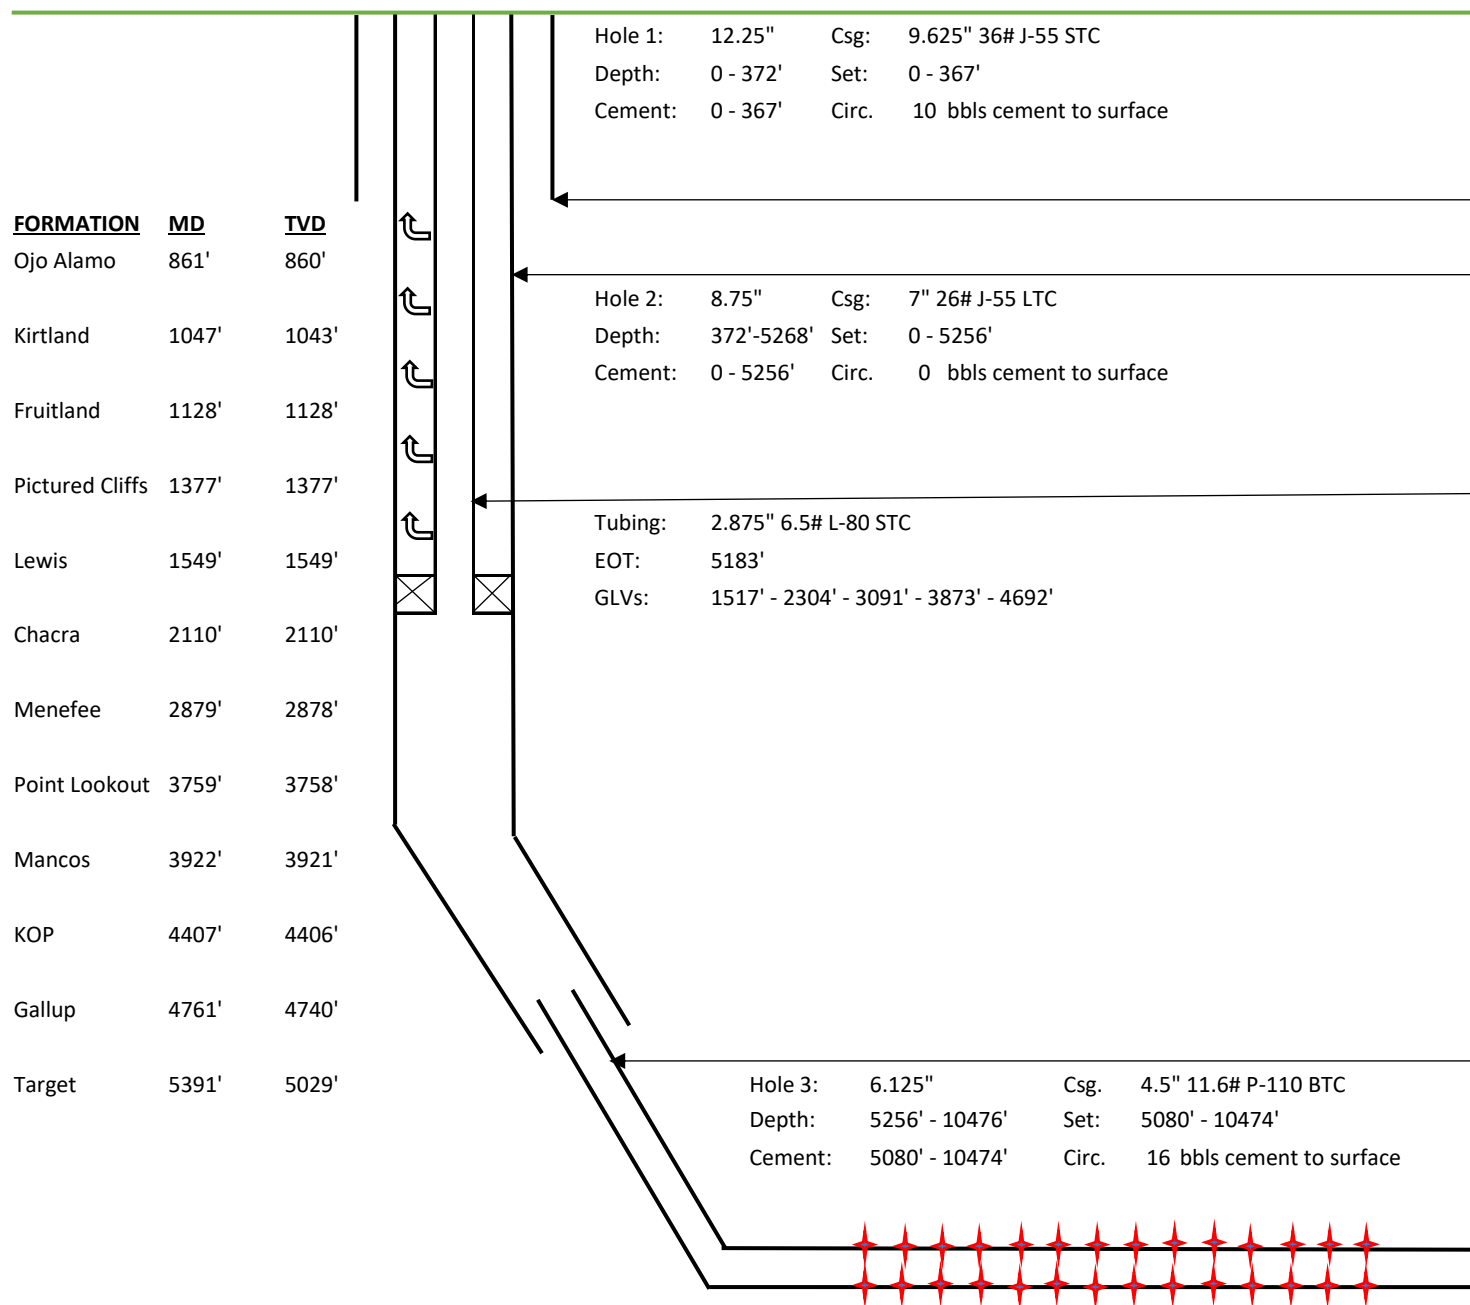 Hole 1: 12.25" Csg: 9.625" 36# J-55 STC
Depth: 0 - 372' Set: 0 - 367'
Cement: 0 - 367' Circ. 10 bbls cement to surface
FORMATION MD TVD
Ojo Alamo 861' 860'
Kirtland 1047' 1043'
Fruitland 1128' 1128'
Pictured Cliffs 1377' 1377'
Lewis 1549' 1549'
Chacra 2110' 2110'
Menefee 2879' 2878'
Point Lookout 3759' 3758'
Mancos 3922' 3921'
KOP 4407' 4406'
Gallup 4761' 4740'
Target 5391' 5029'
Hole 2: 8.75" Csg: 7" 26# J-55 LTC
Depth: 372'-5268' Set: 0 - 5256'
Cement: 0 - 5256' Circ. 0 bbls cement to surface
Tubing: 2.875" 6.5# L-80 STC
EOT: 5183'
GLVs: 1517' - 2304' - 3091' - 3873' - 4692'
Hole 3: 6.125" Csg. 4.5" 11.6# P-110 BTC
Depth: 5256' - 10476' Set: 5080' - 10474'
Cement: 5080' - 10474' Circ. 16 bbls cement to surface